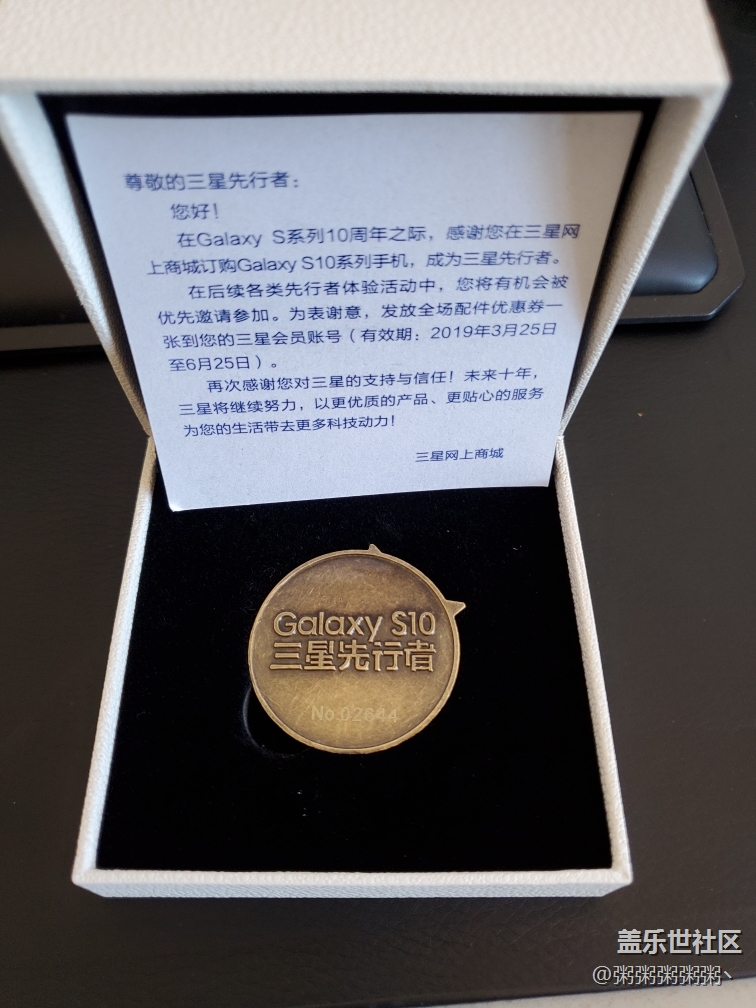 尊敬的三星先行者：
您好！
在Galaxy S系列10周年之际，感谢您在三星网
上商城订购Galaxy S10系列手机，成为三星先行者。
在后续各类先行者体验活动中，您将有机会被
优先邀请参加。为表谢意，发放全场配件优惠券一
张到您的三星会员账号（有效期：2019年3月25日
至6月25日）。
再次感谢您对三星的支持与信任！未来十年，
三星将继续努力，以更优质的产品、更贴心的服务
为您的生活带去更多科技动力！
三星网上商城
Galaxy S10
三星先行者
No.02644
盖乐世社区
@粥粥粥粥粥丶